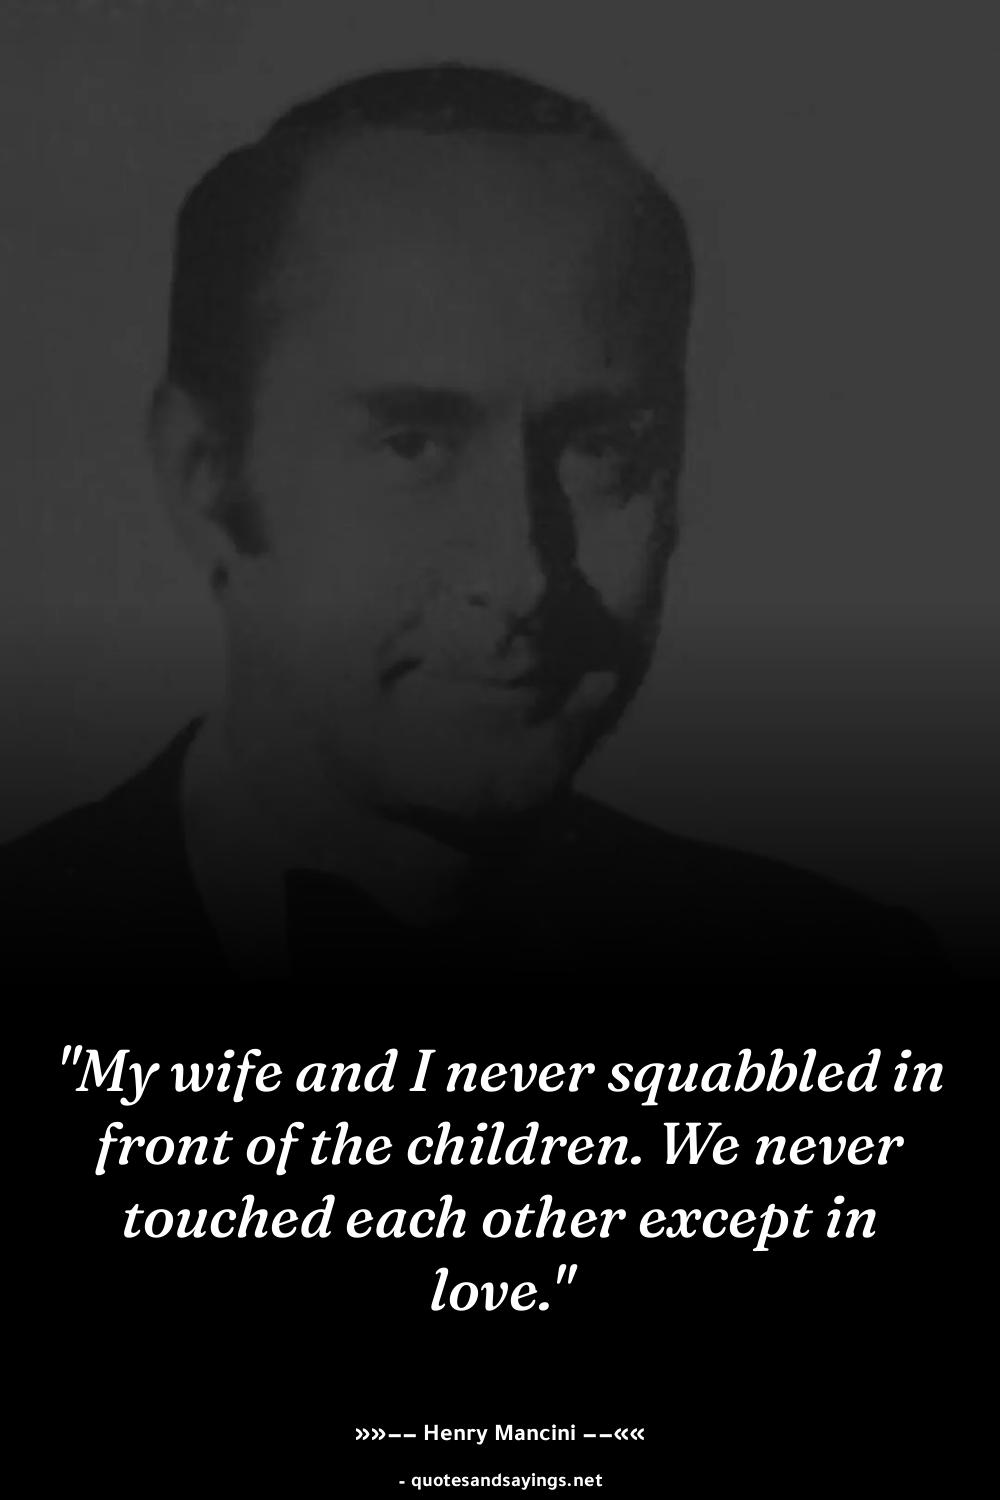 "My wife and I never squabbled in
front of the children. We never
touched each other except in
love."
»»−− Henry Mancini −−««
- quotesandsayings.net